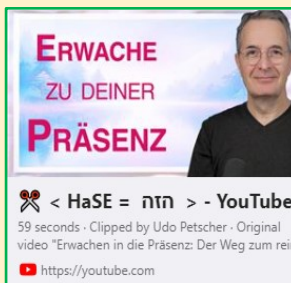 ERWACHE
ZU DEINER
PRÄSENZ
< HaSE = הזה > - YouTube
59 seconds · Clipped by Udo Petscher · Original
video "Erwachen in die Präsenz: Der Weg zum rei
https://youtube.com